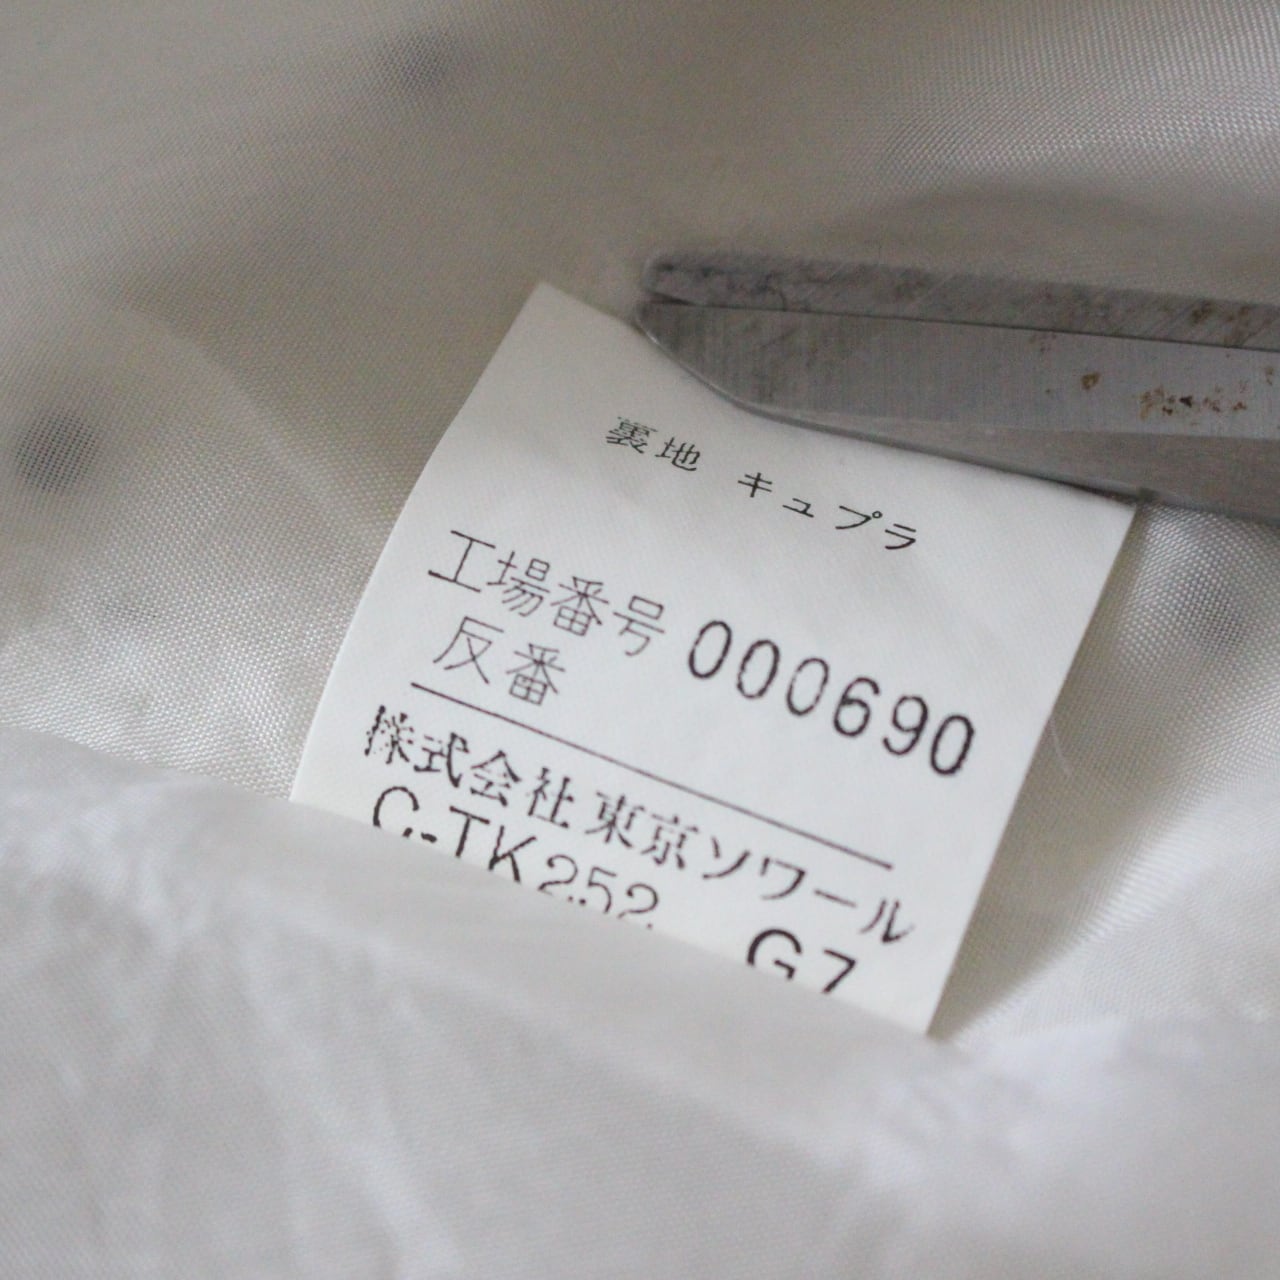 裏地 キュプラ
工場番号 000690
反番
株式会社 東京ソワール
C-TK252 G7